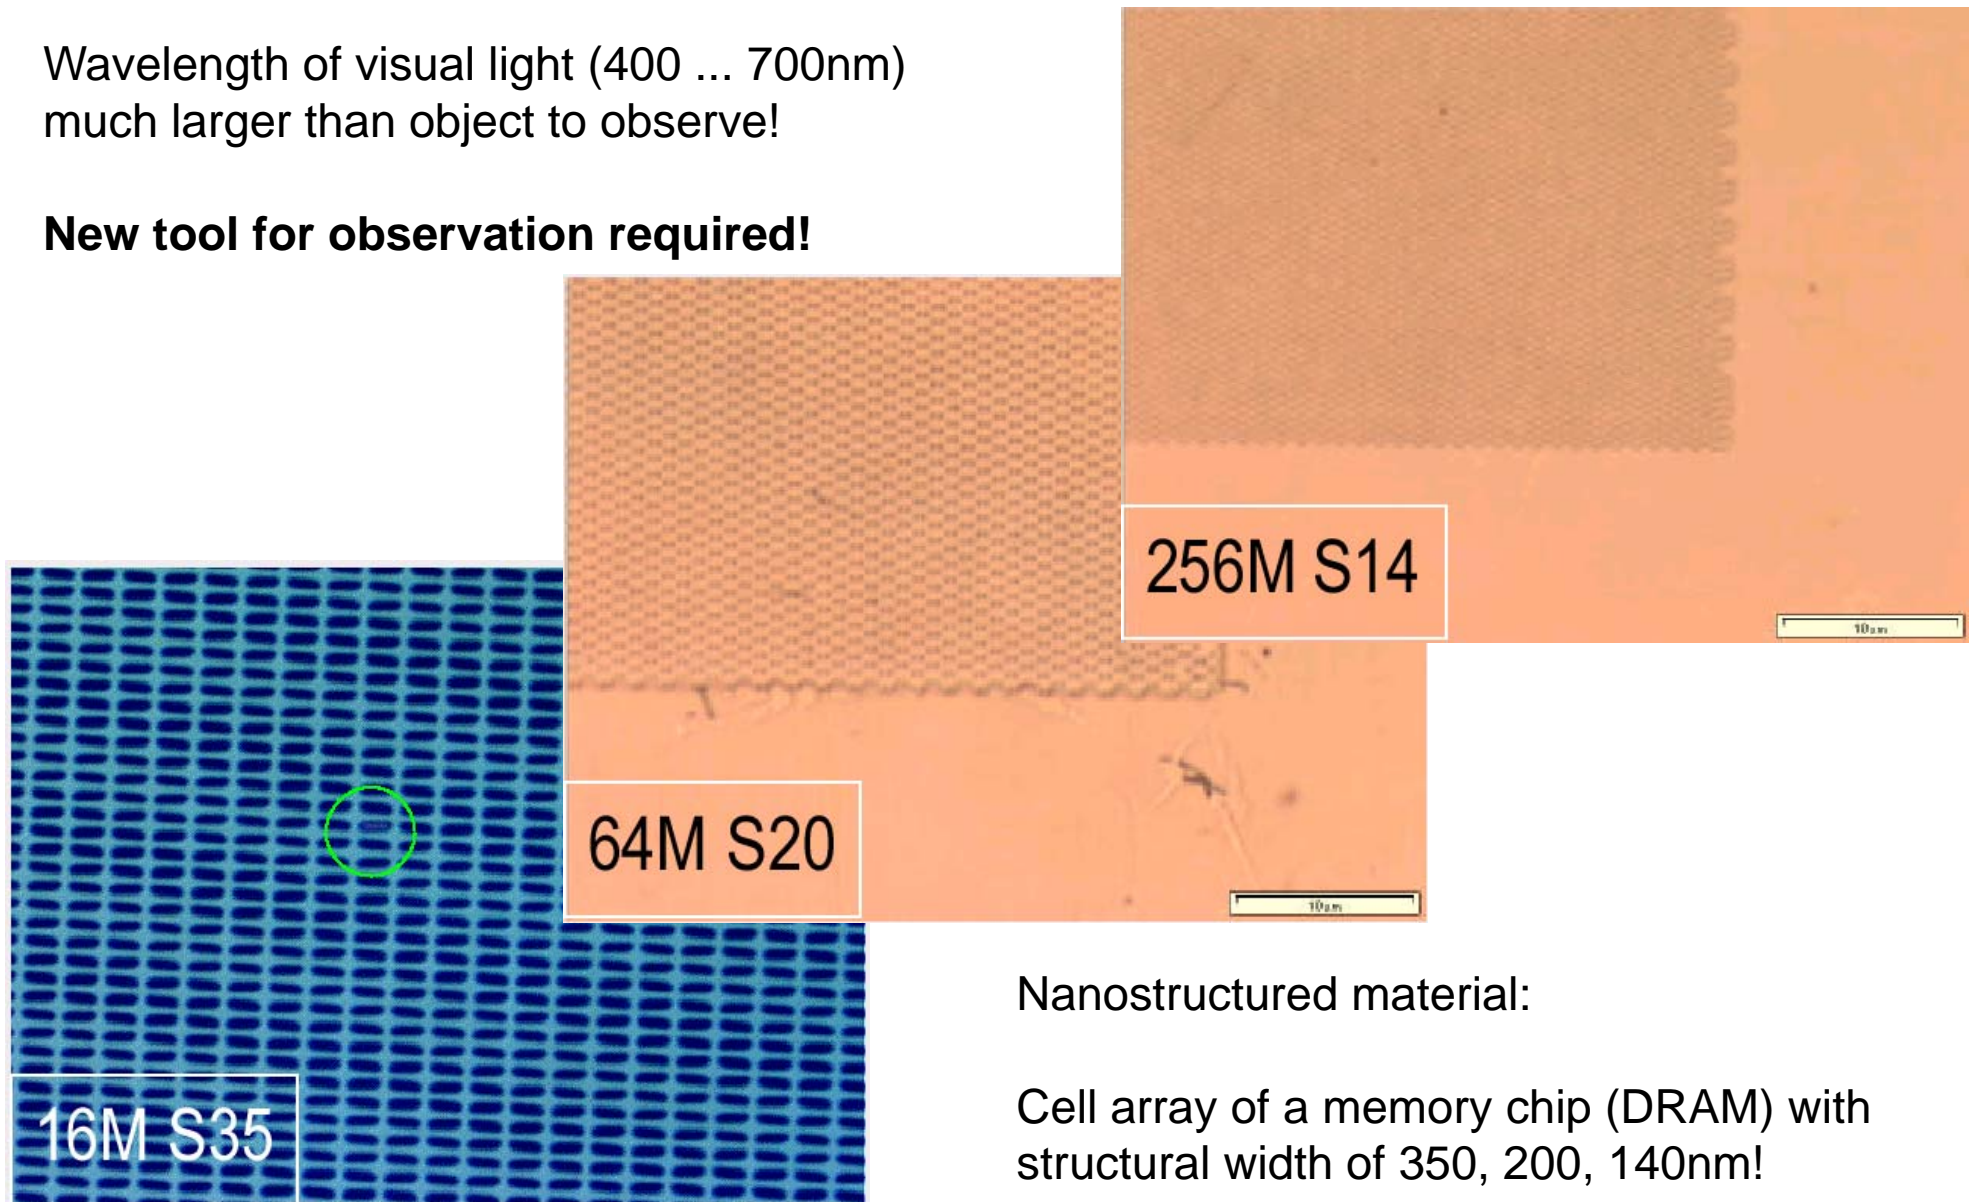 Wavelength of visual light (400 ... 700nm)
much larger than object to observe!
New tool for observation required!
256M S14
10µm
64M S20
10µm
16M S35
Nanostructured material:
Cell array of a memory chip (DRAM) with
structural width of 350, 200, 140nm!